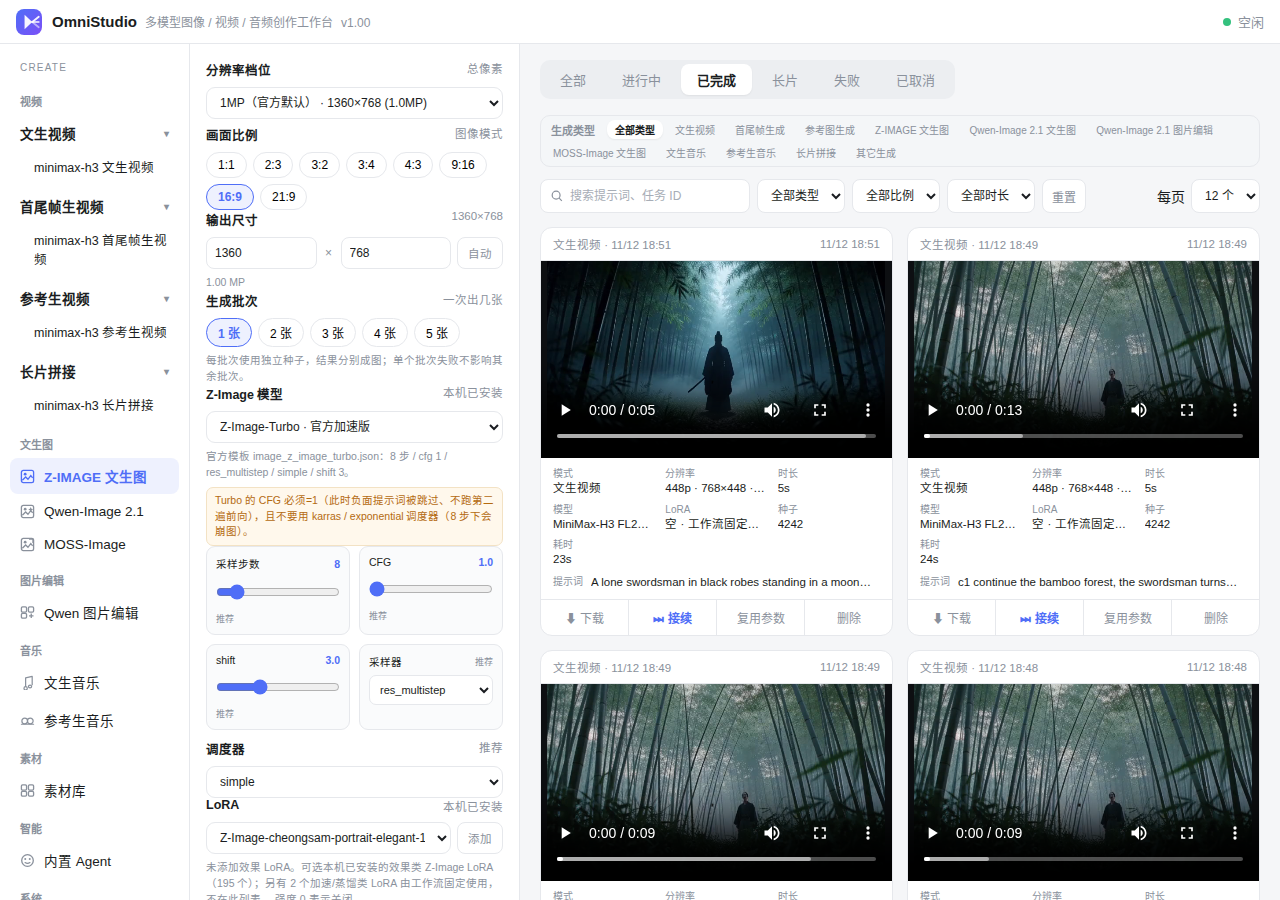 OmniStudio 多模型图像 / 视频 / 音频创作工作台 v1.00
空闲
CREATE
视频
文生视频
minimax-h3 文生视频
首尾帧生视频
minimax-h3 首尾帧生视
频
参考生视频
minimax-h3 参考生视频
长片拼接
minimax-h3 长片拼接
文生图
Z-IMAGE 文生图
Qwen-Image 2.1
MOSS-Image
图片编辑
Qwen 图片编辑
音乐
文生音乐
参考生音乐
素材
素材库
智能
内置 Agent
系统
分辨率档位 总像素
1MP（官方默认） · 1360×768 (1.0MP)
画面比例 图像模式
1:1 2:3 3:2 3:4 4:3 9:16
16:9 21:9
输出尺寸 1360×768
1360 × 768 自动
1.00 MP
生成批次 一次出几张
1 张 2 张 3 张 4 张 5 张
每批次使用独立种子，结果分别成图；单个批次失败不影响其
余批次。
Z-Image 模型 本机已安装
Z-Image-Turbo · 官方加速版
官方模板 image_z_image_turbo.json：8 步 / cfg 1 /
res_multistep / simple / shift 3。
Turbo 的 CFG 必须=1（此时负面提示词被跳过、不跑第二
遍前向），且不要用 karras / exponential 调度器（8 步下会
崩图）。
采样步数 8
推荐
CFG 1.0
推荐
shift 3.0
推荐
采样器 推荐
res_multistep
调度器 推荐
simple
LoRA 本机已安装
Z-Image-cheongsam-portrait-elegant-1 添加
未添加效果 LoRA。可选本机已安装的效果类 Z-Image LoRA
（195 个）；另有 2 个加速/蒸馏类 LoRA 由工作流固定使用，
不在此列表。 强度 0 表示关闭
全部 进行中 已完成 长片 失败 已取消
生成类型 全部类型 文生视频 首尾帧生成 参考图生成 Z-IMAGE 文生图 Qwen-Image 2.1 文生图 Qwen-Image 2.1 图片编辑
MOSS-Image 文生图 文生音乐 参考生音乐 长片拼接 其它生成
搜索提示词、任务 ID 全部类型 全部比例 全部时长 重置 每页 12 个
文生视频 · 11/12 18:51 11/12 18:51
0:00 / 0:05
模式 分辨率 时长
文生视频 448p · 768×448 ·... 5s
模型 LoRA 种子
MiniMax-H3 FL2... 空 · 工作流固定... 4242
耗时
23s
提示词 A lone swordsman in black robes standing in a moon...
下载 接续 复用参数 删除
文生视频 · 11/12 18:49 11/12 18:49
0:00 / 0:13
模式 分辨率 时长
文生视频 448p · 768×448 ·... 5s
模型 LoRA 种子
MiniMax-H3 FL2... 空 · 工作流固定... 4242
耗时
24s
提示词 c1 continue the bamboo forest, the swordsman turns...
下载 接续 复用参数 删除
文生视频 · 11/12 18:49 11/12 18:49
0:00 / 0:09
模式 分辨率 时长
文生视频 · 11/12 18:48 11/12 18:48
0:00 / 0:09
模式 分辨率 时长